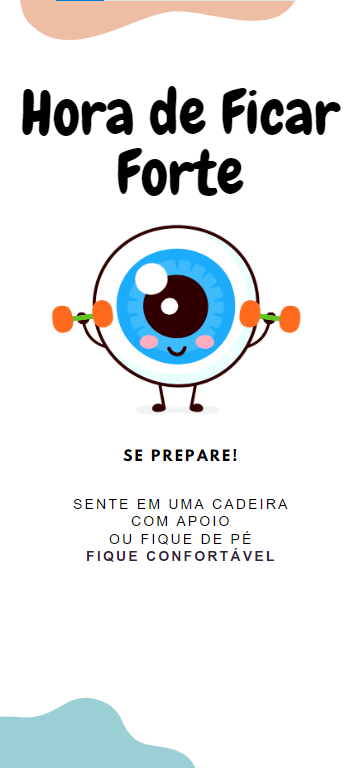 Hora de Ficar
Forte
SE PREPARE!
SENTE EM UMA CADEIRA
COM APOIO
OU FIQUE DE PÉ
FIQUE CONFORTÁVEL